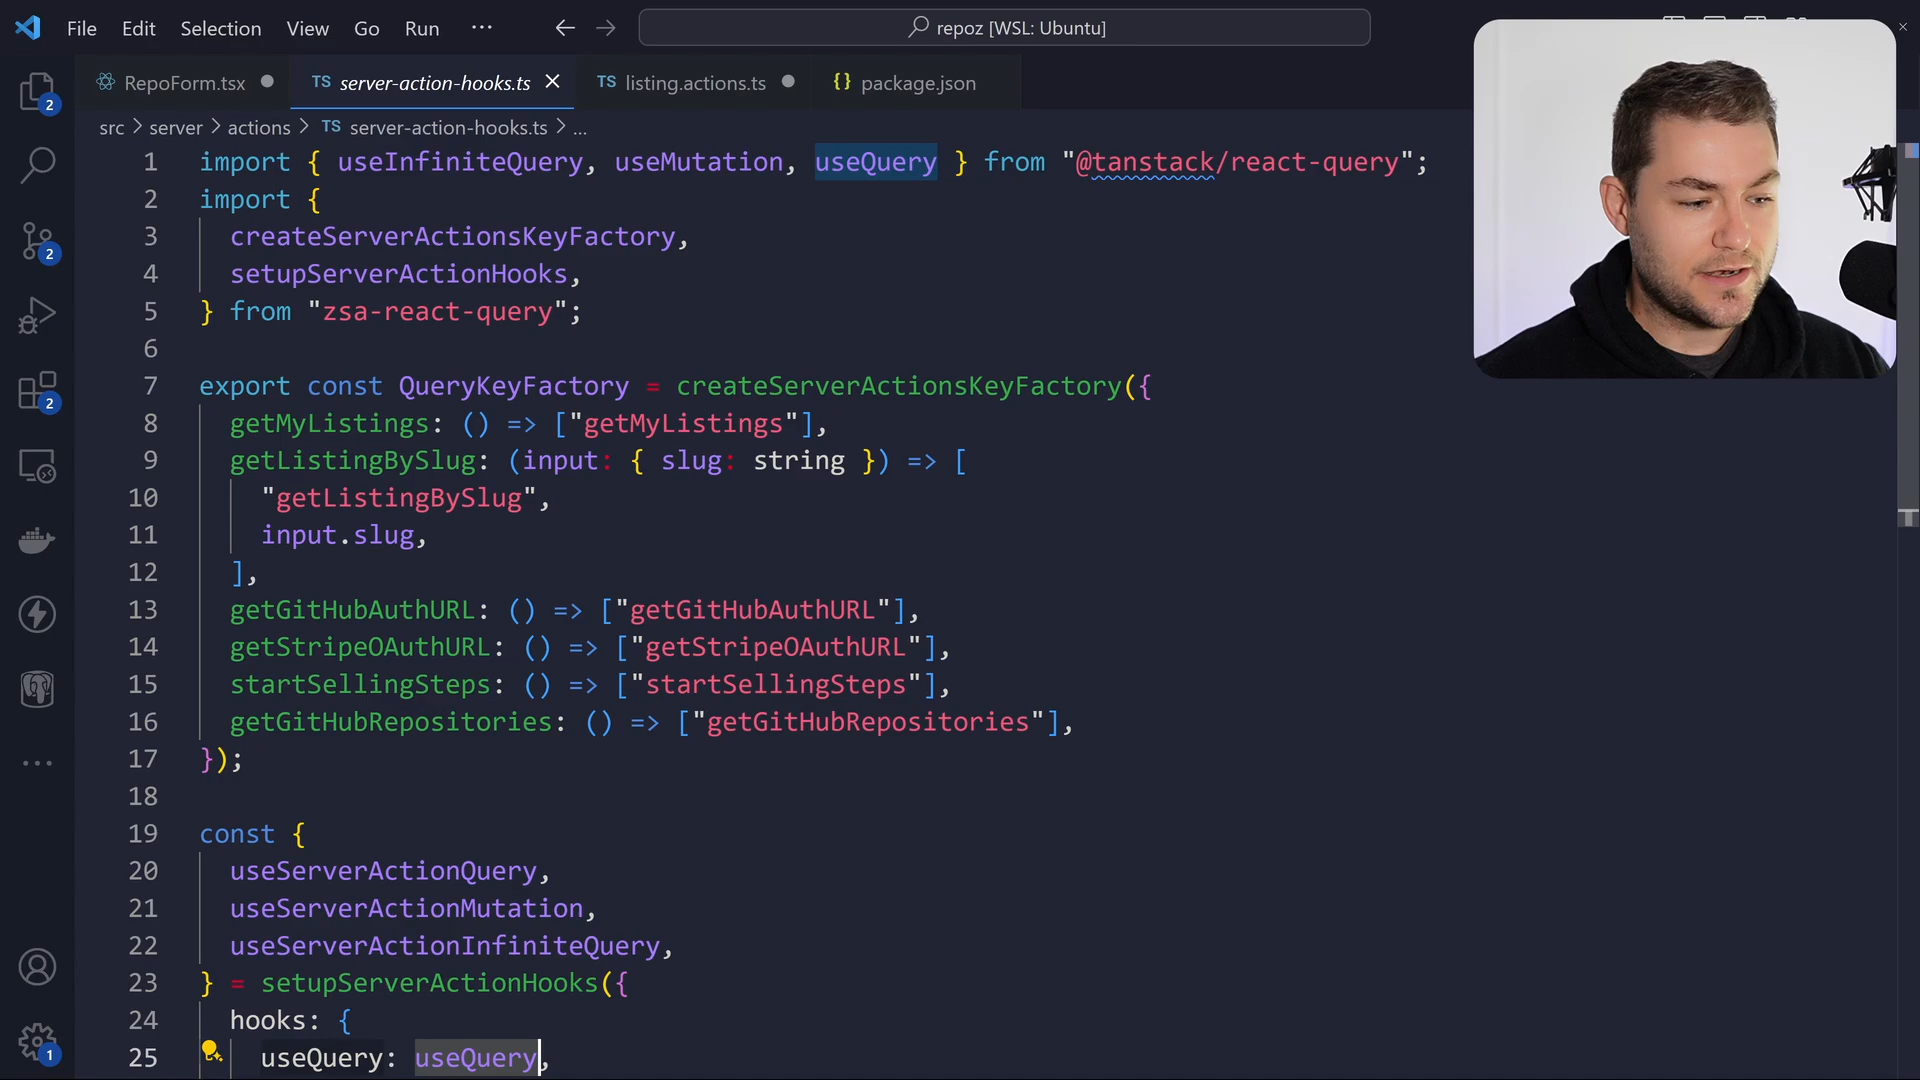 File Edit Selection View Go Run ...
repoz [WSL: Ubuntu]
RepoForm.tsx
TS server-action-hooks.ts
TS listing.actions.ts
{} package.json
src > server > actions > TS server-action-hooks.ts > ...
1 import { useInfiniteQuery, useMutation, useQuery } from "@tanstack/react-query";
2 import {
3 createServerActionsKeyFactory,
4 setupServerActionHooks,
5 } from "zsa-react-query";
6
7 export const QueryKeyFactory = createServerActionsKeyFactory({
8 getMyListings: () => ["getMyListings"],
9 getListingBySlug: (input: { slug: string }) => [
10 "getListingBySlug",
11 input.slug,
12 ],
13 getGitHubAuthURL: () => ["getGitHubAuthURL"],
14 getStripeOAuthURL: () => ["getStripeOAuthURL"],
15 startSellingSteps: () => ["startSellingSteps"],
16 getGitHubRepositories: () => ["getGitHubRepositories"],
17 });
18
19 const {
20 useServerActionQuery,
21 useServerActionMutation,
22 useServerActionInfiniteQuery,
23 } = setupServerActionHooks({
24 hooks: {
25 useQuery: useQuery,
2
2
2
1